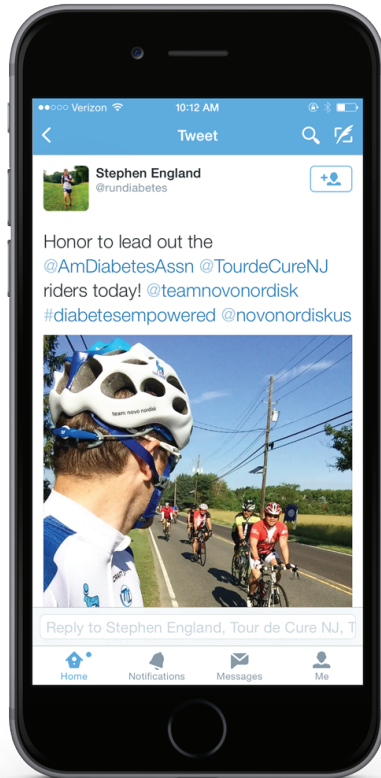 Verizon 10:12 AM
Tweet
Stephen England
@rundiabetes
Honor to lead out the
@AmDiabetesAssn @TourdeCureNJ
riders today! @teamnovonordisk
#diabetesempowered @novonordiskus
team novo nordisk
Reply to Stephen England, Tour de Cure NJ, T
Home Notifications Messages Me